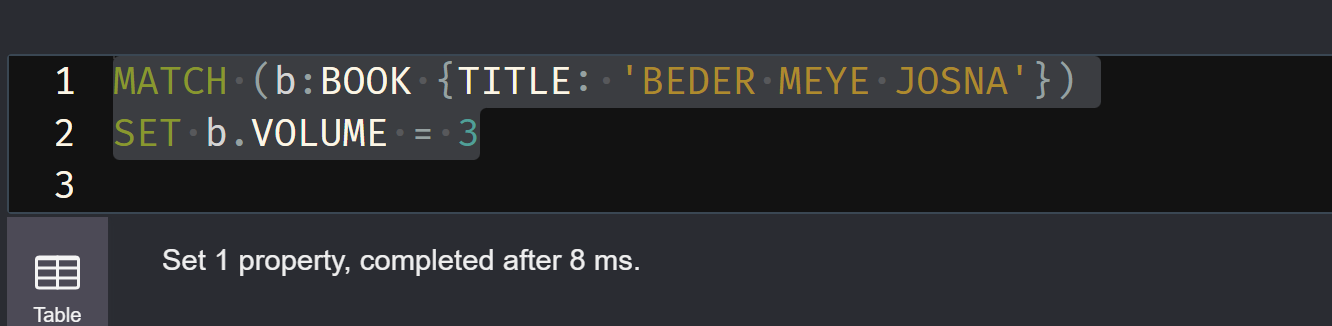 1 MATCH (b:BOOK {TITLE: 'BEDER MEYE JOSNA'})
2 SET b.VOLUME = 3
3
Set 1 property, completed after 8 ms.
Table